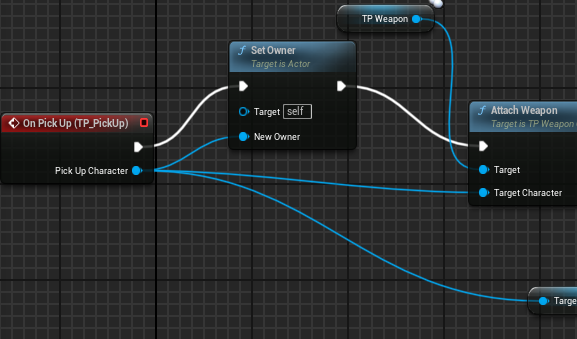 TP Weapon
Set Owner
Target is Actor
Target self
New Owner
On Pick Up (TP_PickUp)
Pick Up Character
Attach Weapon
Target is TP Weapon
Target
Target Character